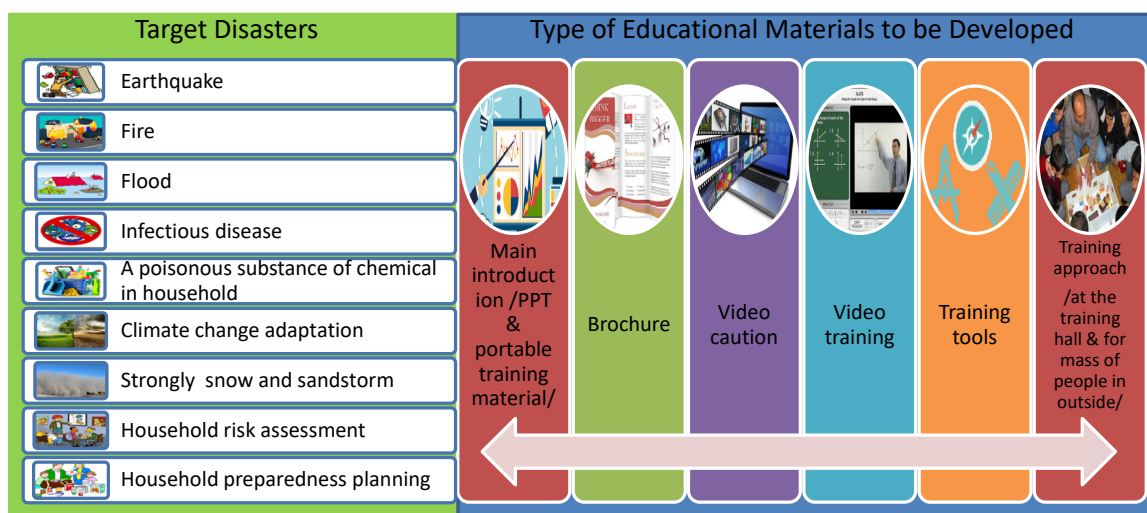 Target Disasters
Earthquake
Fire
Flood
Infectious disease
A poisonous substance of chemical
in household
Climate change adaptation
Strongly snow and sandstorm
Household risk assessment
Household preparedness planning
Type of Educational Materials to be Developed
Main
introduct
ion /PPT
&
portable
training
material/
Brochure
Video
caution
Video
training
Training
tools
Training
approach
/at the
training
hall & for
mass of
people in
outside/